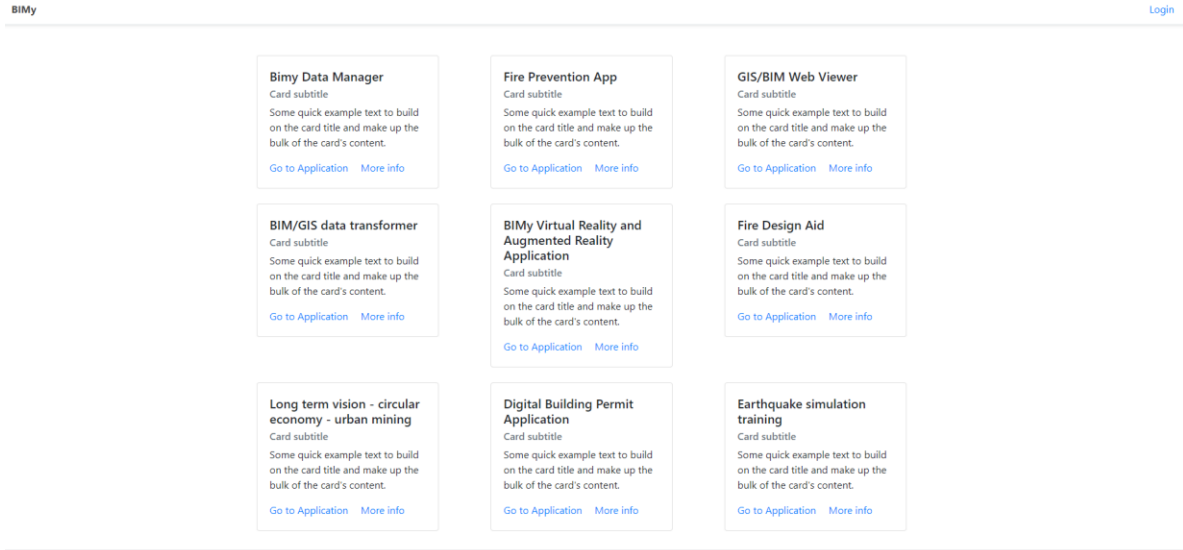 BIMy
Login
Bimy Data Manager
Card subtitle
Some quick example text to build
on the card title and make up the
bulk of the card's content.
Go to Application More info
Fire Prevention App
Card subtitle
Some quick example text to build
on the card title and make up the
bulk of the card's content.
Go to Application More info
GIS/BIM Web Viewer
Card subtitle
Some quick example text to build
on the card title and make up the
bulk of the card's content.
Go to Application More info
BIM/GIS data transformer
Card subtitle
Some quick example text to build
on the card title and make up the
bulk of the card's content.
Go to Application More info
BIMy Virtual Reality and
Augmented Reality
Application
Card subtitle
Some quick example text to build
on the card title and make up the
bulk of the card's content.
Go to Application More info
Fire Design Aid
Card subtitle
Some quick example text to build
on the card title and make up the
bulk of the card's content.
Go to Application More info
Long term vision - circular
economy - urban mining
Card subtitle
Some quick example text to build
on the card title and make up the
bulk of the card's content.
Go to Application More info
Digital Building Permit
Application
Card subtitle
Some quick example text to build
on the card title and make up the
bulk of the card's content.
Go to Application More info
Earthquake simulation
training
Card subtitle
Some quick example text to build
on the card title and make up the
bulk of the card's content.
Go to Application More info